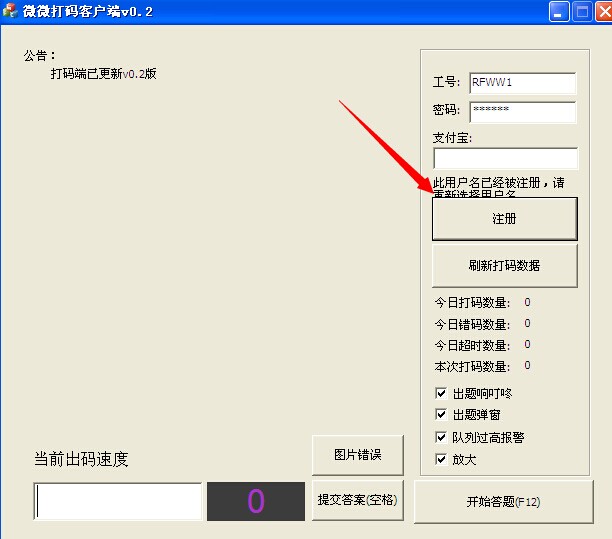 微微打码客户端v0.2
公告：
打码端已更新v0.2版
工号: RFWW1
密码: ******
支付宝:
此用户名已经被注册，请
重新选择用户名
注册
刷新打码数据
今日打码数量: 0
今日错码数量: 0
今日超时数量: 0
本次打码数量: 0
出题响叮咚
出题弹窗
队列过高报警
放大
当前出码速度
图片错误
0
提交答案(空格)
开始答题(F12)